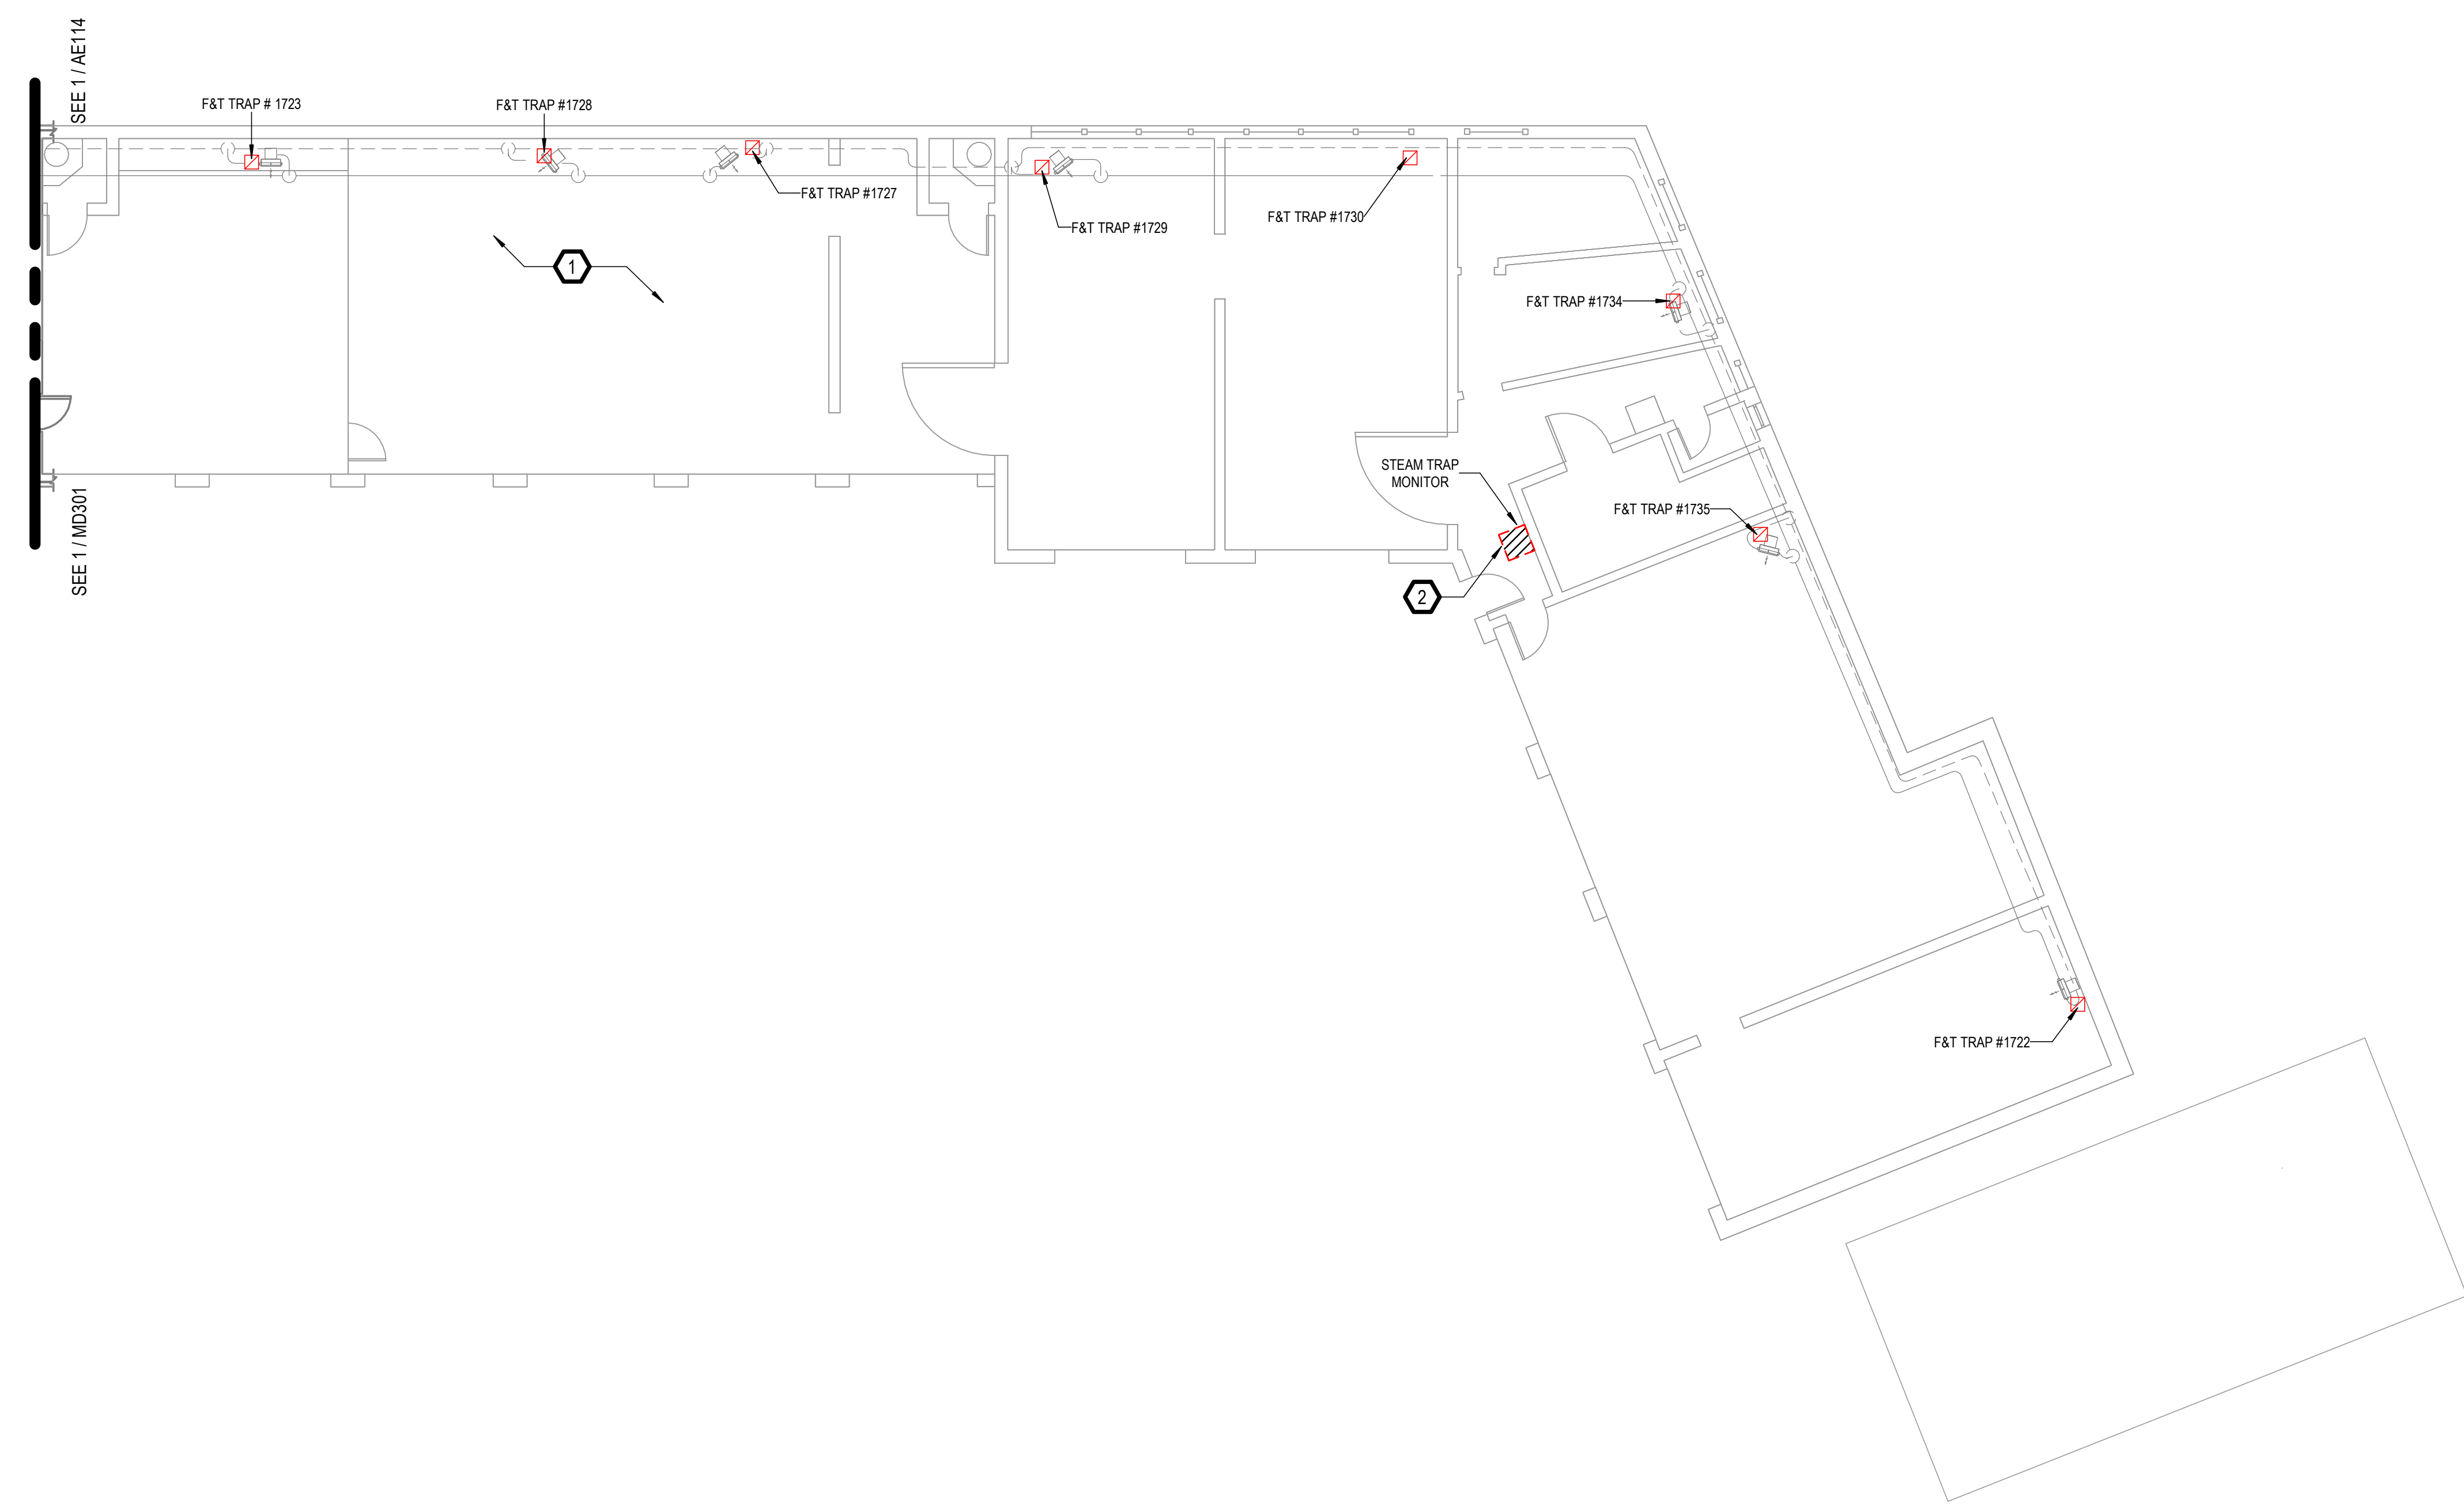 SEE 1 / AE114
F&T TRAP # 1723
F&T TRAP #1728
F&T TRAP #1727
F&T TRAP #1729
F&T TRAP #1730
1
F&T TRAP #1734
STEAM TRAP
MONITOR
SEE 1 / MD301
F&T TRAP #1735
2
F&T TRAP #1722